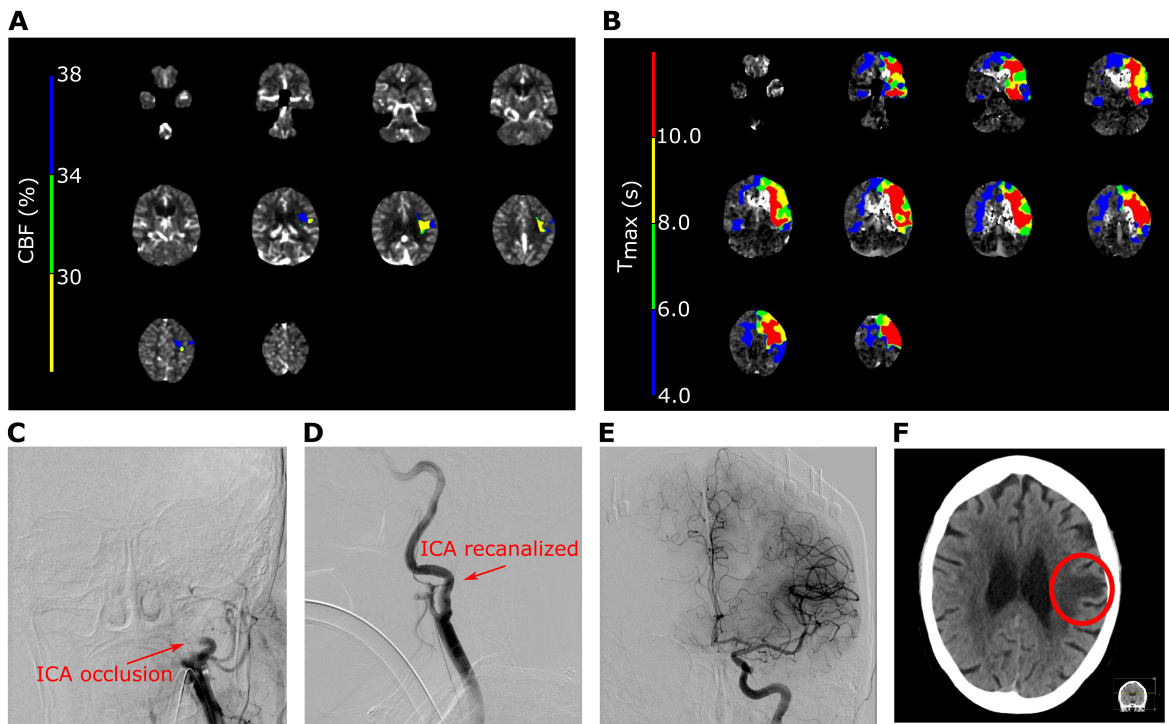 A
38
34
30
CBF (%)
B
10.0
8.0
6.0
4.0
Tmax (s)
C
ICA occlusion
D
ICA recanalized
E
F